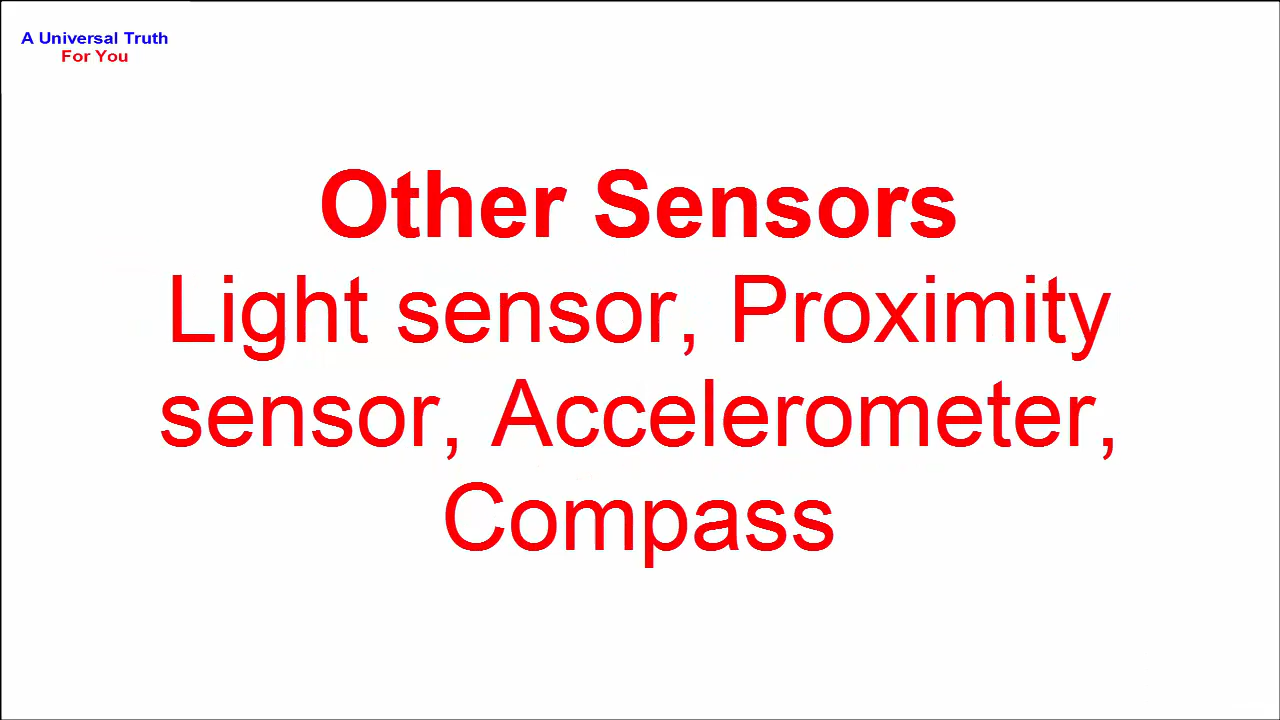 A Universal Truth
For You
Other Sensors
Light sensor, Proximity
sensor, Accelerometer,
Compass